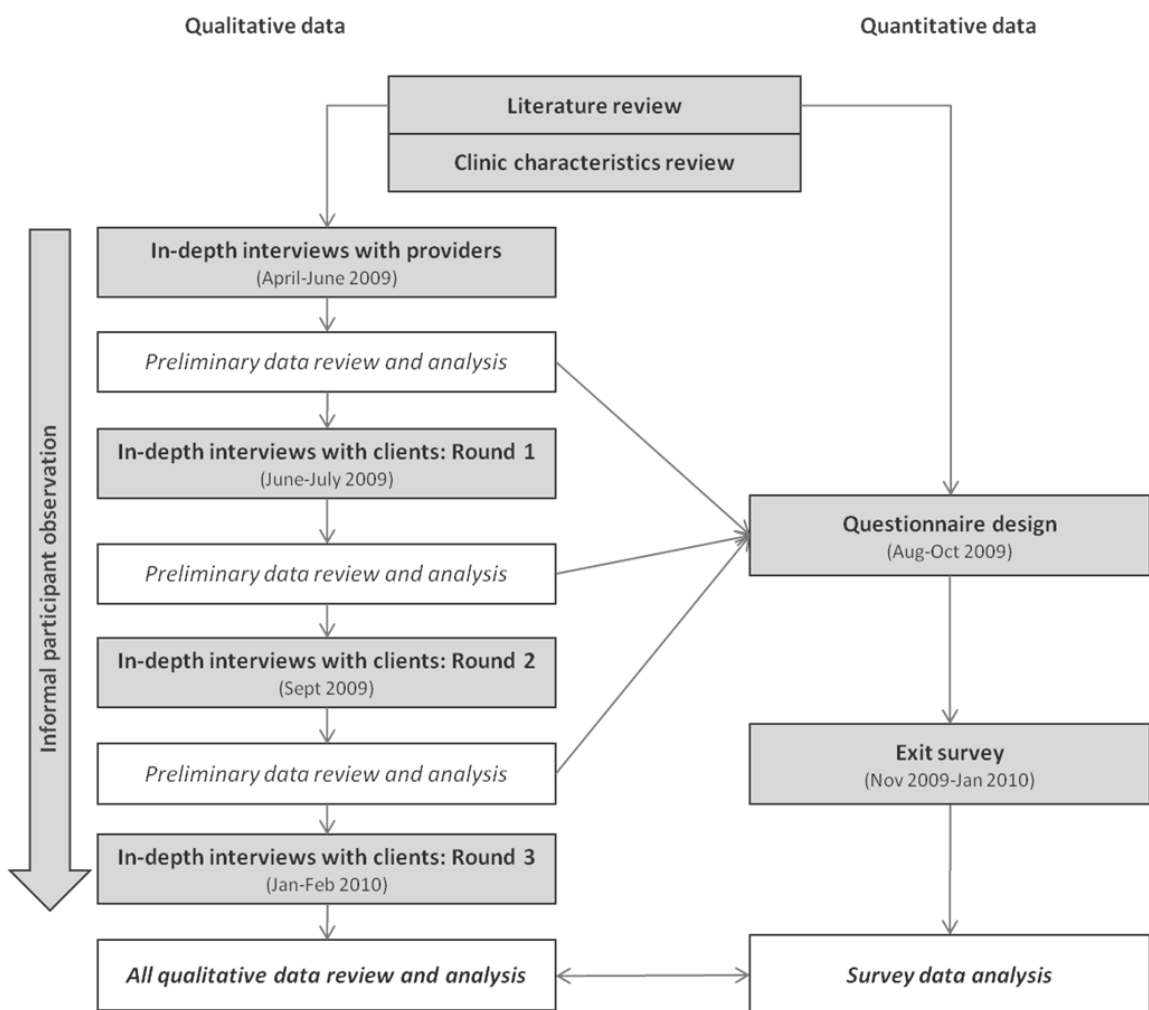 Qualitative data
Quantitative data
Literature review
Clinic characteristics review
In-depth interviews with providers
(April-June 2009)
Preliminary data review and analysis
In-depth interviews with clients: Round 1
(June-July 2009)
Preliminary data review and analysis
In-depth interviews with clients: Round 2
(Sept 2009)
Preliminary data review and analysis
In-depth interviews with clients: Round 3
(Jan-Feb 2010)
All qualitative data review and analysis
Informal participant observation
Questionnaire design
(Aug-Oct 2009)
Exit survey
(Nov 2009-Jan 2010)
Survey data analysis